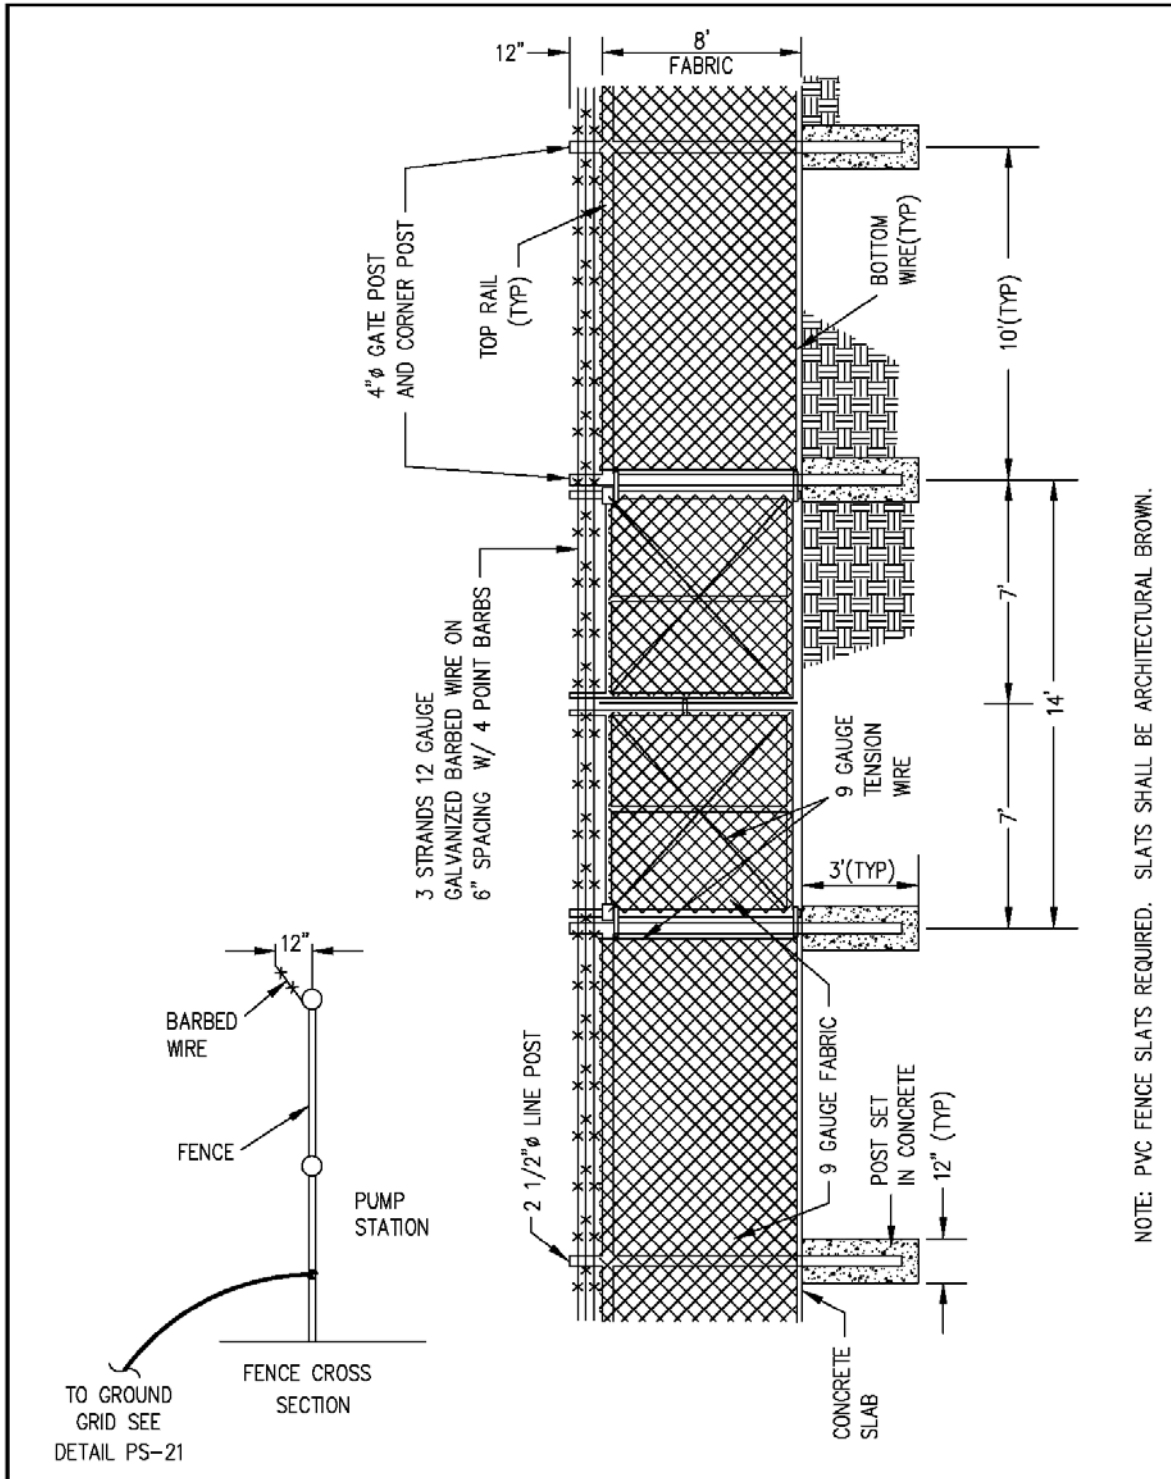 12"
8'
FABRIC
4"ø GATE POST
AND CORNER POST
TOP RAIL
(TYP)
BOTTOM
WIRE(TYP)
10'(TYP)
3 STRANDS 12 GAUGE
GALVANIZED BARBED WIRE ON
6" SPACING W/ 4 POINT BARBS
7'
14'
7'
9 GAUGE
TENSION
WIRE
3'(TYP)
2 1/2"ø LINE POST
9 GAUGE FABRIC
POST SET
IN CONCRETE
12" (TYP)
CONCRETE
SLAB
NOTE: PVC FENCE SLATS REQUIRED. SLATS SHALL BE ARCHITECTURAL BROWN.
12"
BARBED
WIRE
FENCE
PUMP
STATION
FENCE CROSS
SECTION
TO GROUND
GRID SEE
DETAIL PS-21